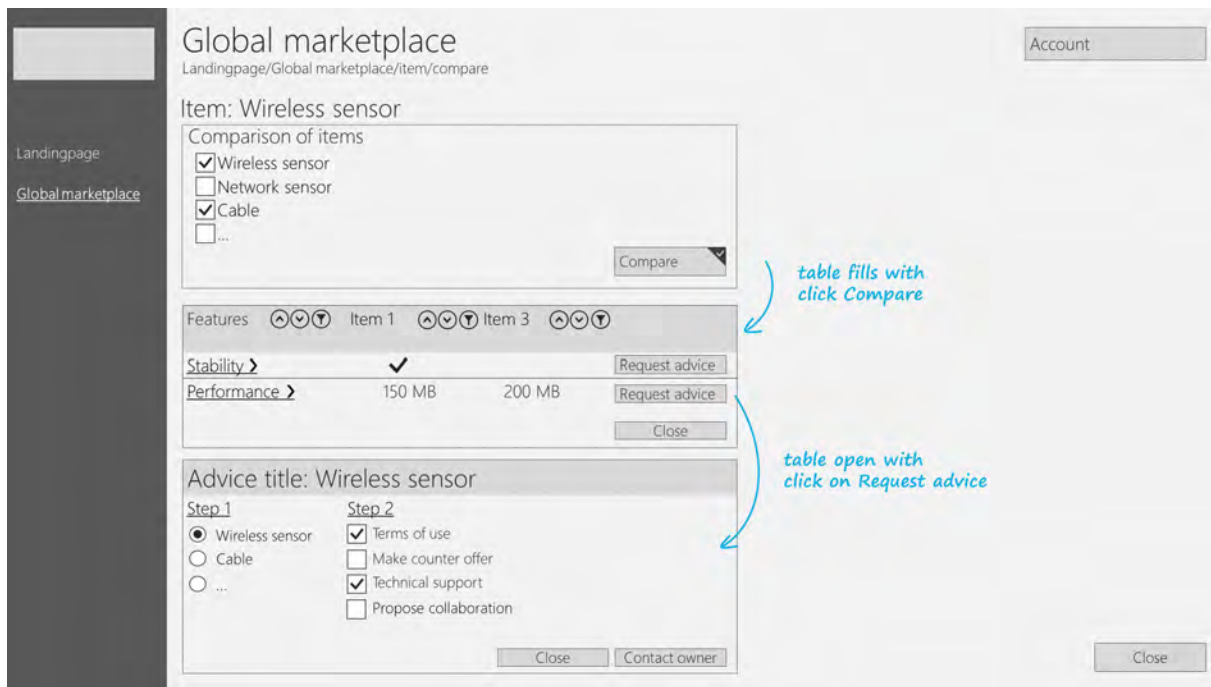 Global marketplace
Landingpage/Global marketplace/item/compare
Account
Landingpage
Global marketplace
Item: Wireless sensor
Comparison of items
Wireless sensor
Network sensor
Cable
...
Compare
table fills with
click Compare
Features Item 1 Item 3
Stability ❯ Request advice
Performance ❯ 150 MB 200 MB Request advice
Close
table open with
click on Request advice
Advice title: Wireless sensor
Step 1 Step 2
Wireless sensor Terms of use
Cable Make counter offer
... Technical support
Propose collaboration
Close Contact owner
Close